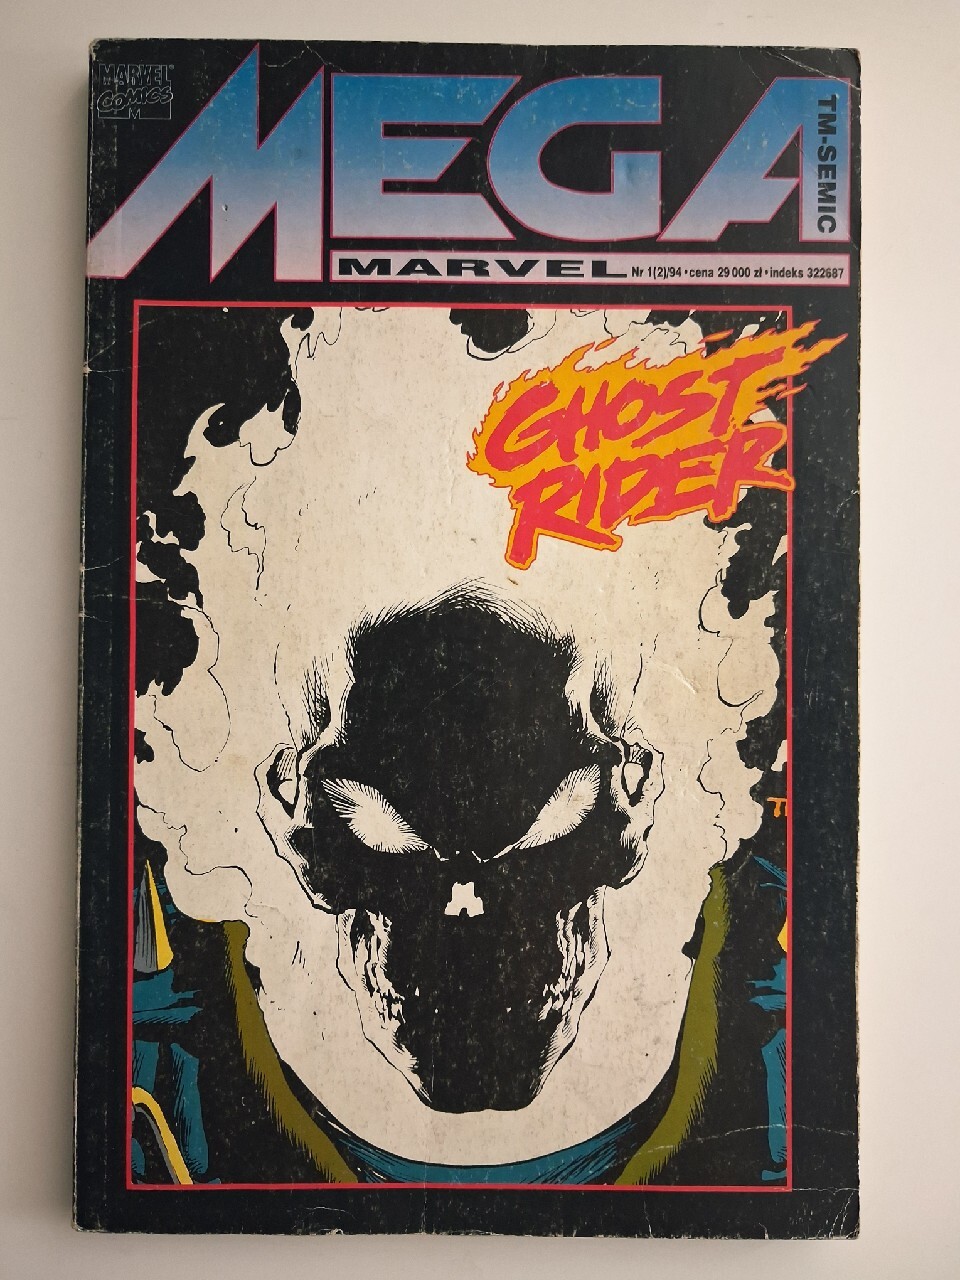 MARVEL
COMICS
M
MEGA
TM-SEMIC
MARVEL
Nr 1(2)/94 • cena 29 000 zł • indeks 322687
GHOST
RIDER